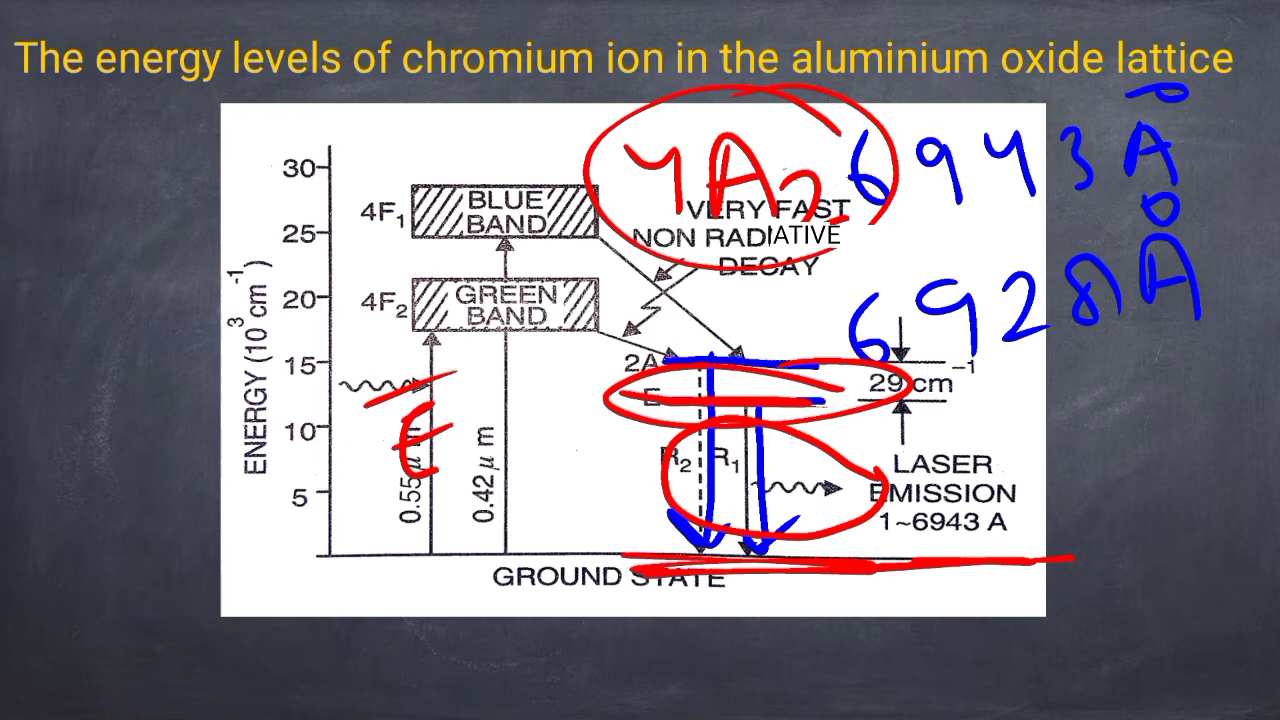 The energy levels of chromium ion in the aluminium oxide lattice
4A2
6943 A°
6928 A°
ENERGY (10³ cm⁻¹)
30
25
20
15
10
5
4F₁
BLUE
BAND
4F₂
GREEN
BAND
VERY FAST
NON RADIATIVE
DECAY
2A
E
29 cm⁻¹
E
0.55 μ m
0.42 μ m
R₂
R₁
LASER
EMISSION
1~6943 A
GROUND STATE